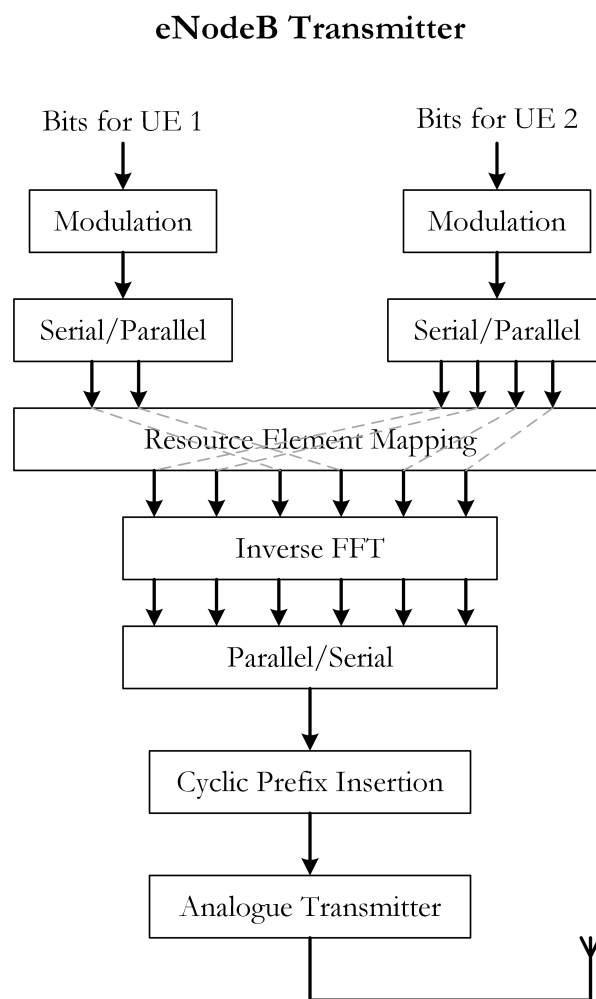 eNodeB Transmitter
Bits for UE 1
Bits for UE 2
Modulation
Modulation
Serial/Parallel
Serial/Parallel
Resource Element Mapping
Inverse FFT
Parallel/Serial
Cyclic Prefix Insertion
Analogue Transmitter